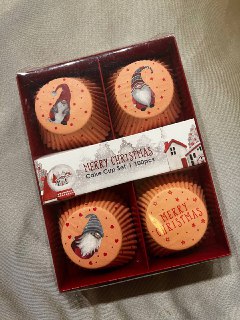 MERRY CHRISTMAS
Cake Cup Set | 100pcs
MERRY
CHRISTMAS